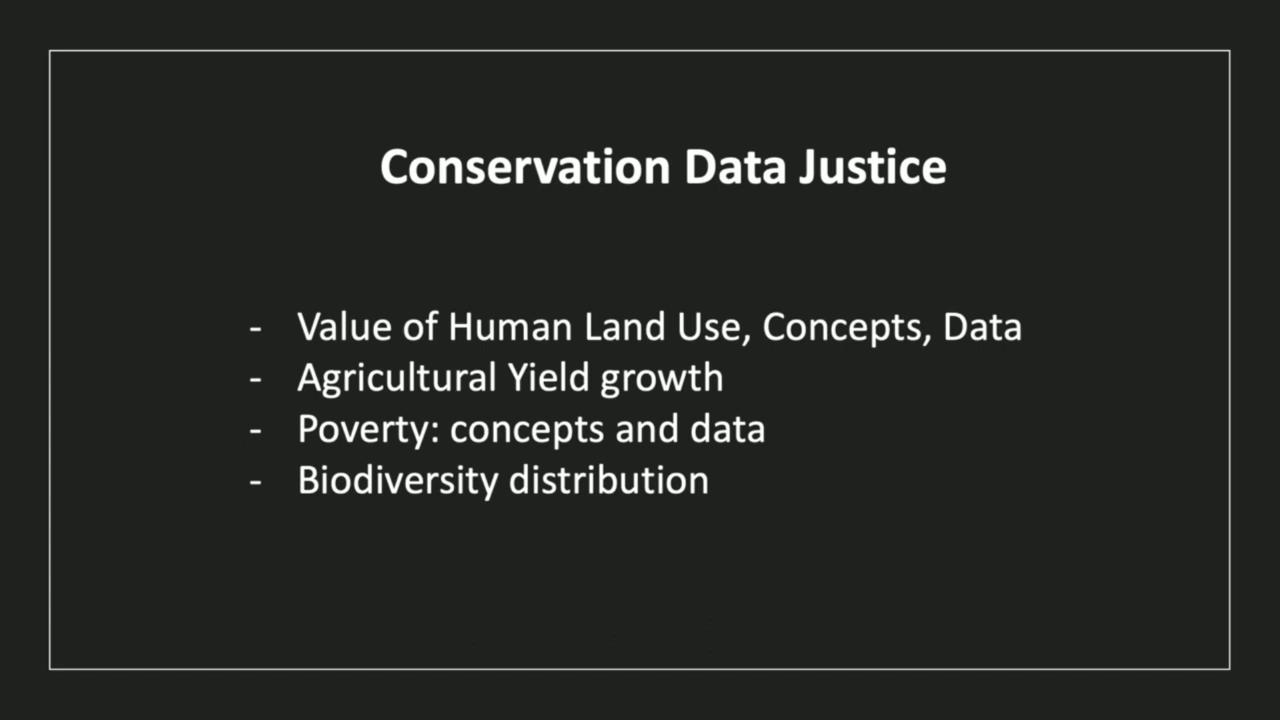 Conservation Data Justice
- Value of Human Land Use, Concepts, Data
- Agricultural Yield growth
- Poverty: concepts and data
- Biodiversity distribution